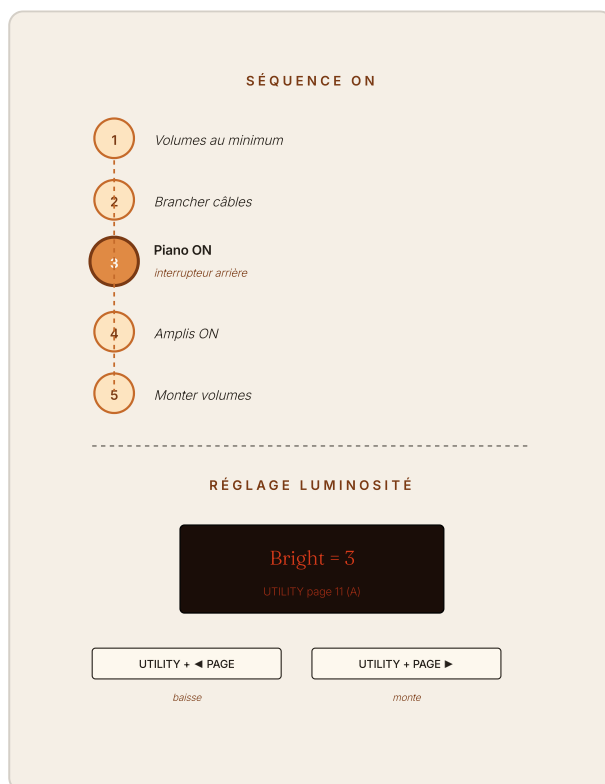 SÉQUENCE ON
1 Volumes au minimum
2 Brancher câbles
3 Piano ON
interrupteur arrière
4 Amplis ON
5 Monter volumes
RÉGLAGE LUMINOSITÉ
Bright = 3
UTILITY page 11 (A)
UTILITY + ◀ PAGE UTILITY + PAGE ▶
baisse monte